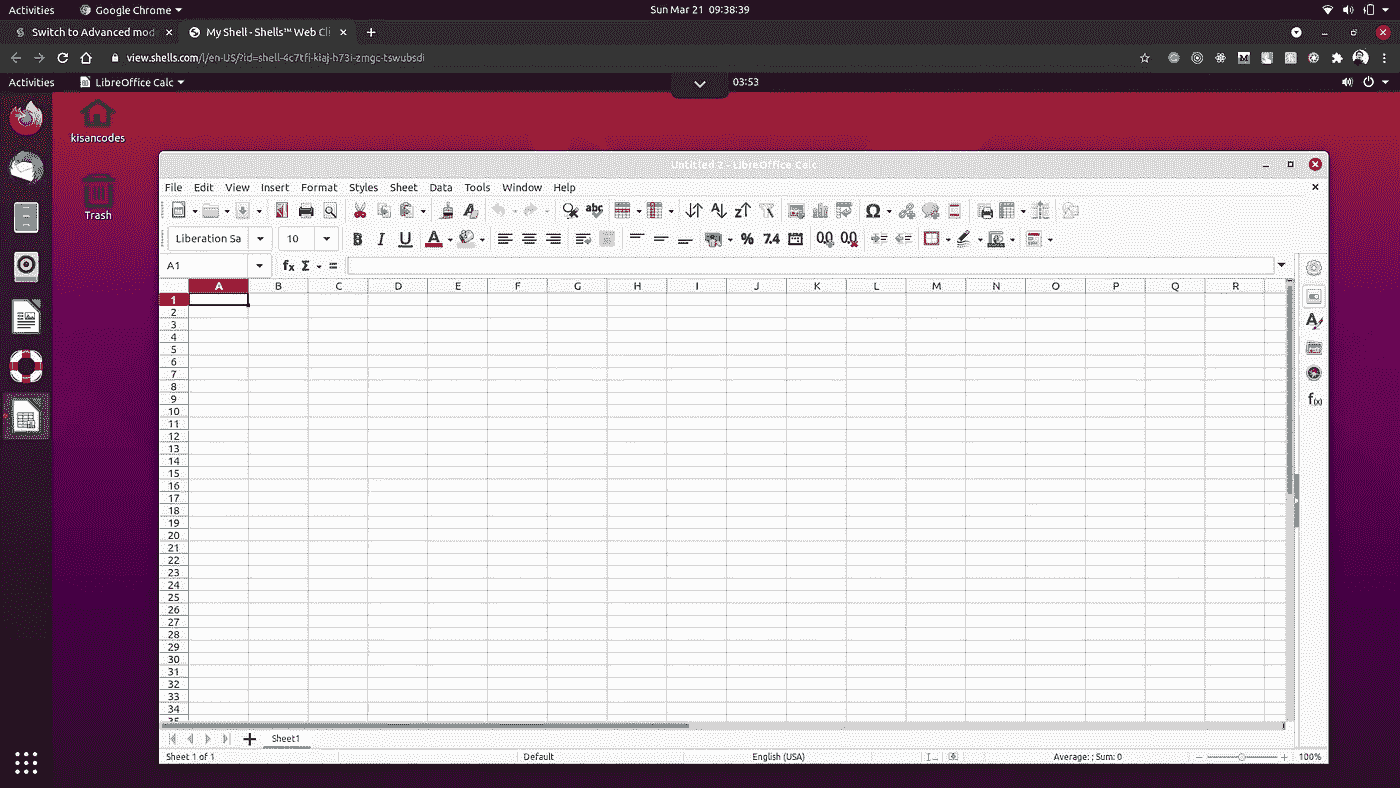 Activities Google Chrome Sun Mar 21 09:38:39
Switch to Advanced mod My Shell - Shells™ Web Cli
view.shells.com/l/en-US/?id=shell-4c7tfi-kiaj-h73i-zmgc-tswubsdi
Activities LibreOffice Calc 03:53
kisancodes
Trash
Untitled - LibreOffice Calc
File Edit View Insert Format Styles Sheet Data Tools Window Help
Liberation Sa 10
A1
A B C D E F G H I J K L M N O P Q R
1
2
3
4
5
6
7
8
9
10
11
12
13
14
15
16
17
18
19
20
21
22
23
24
25
26
27
28
29
30
31
32
33
34
35
Sheet1
Sheet 1 of 1 Default English (USA) Average: ; Sum: 0 100%